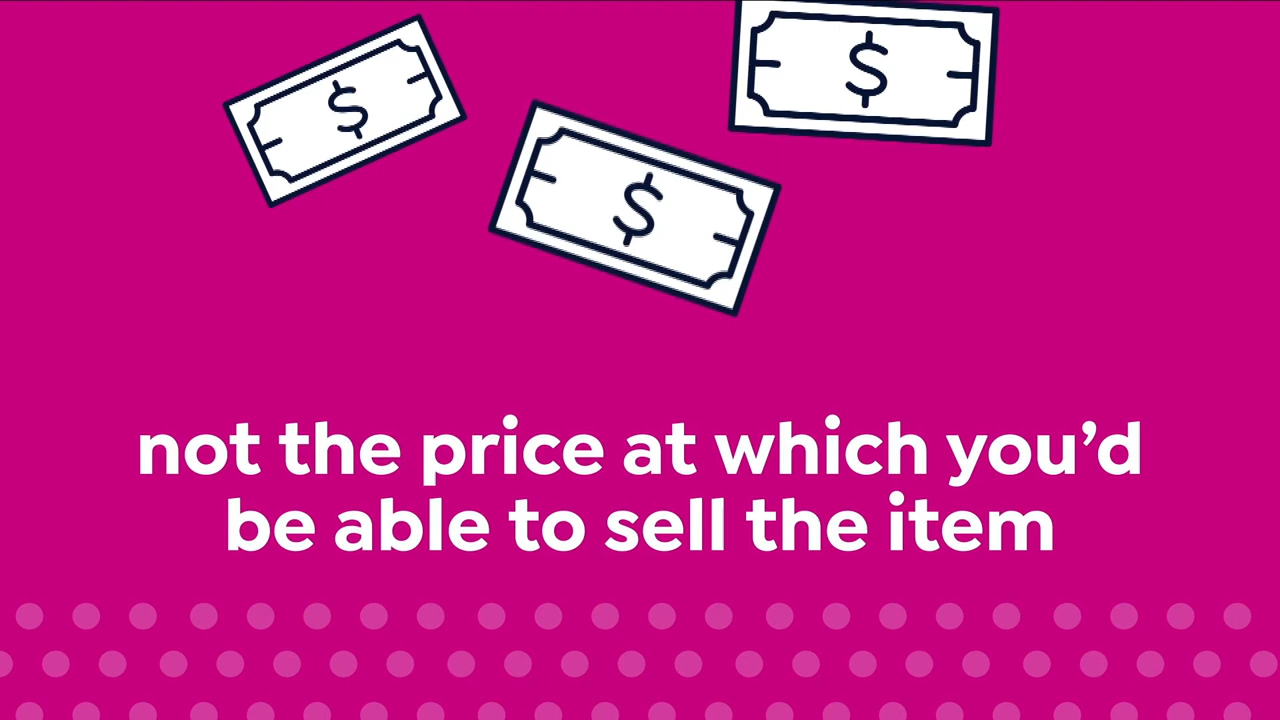 $
$
$
not the price at which you’d
be able to sell the item